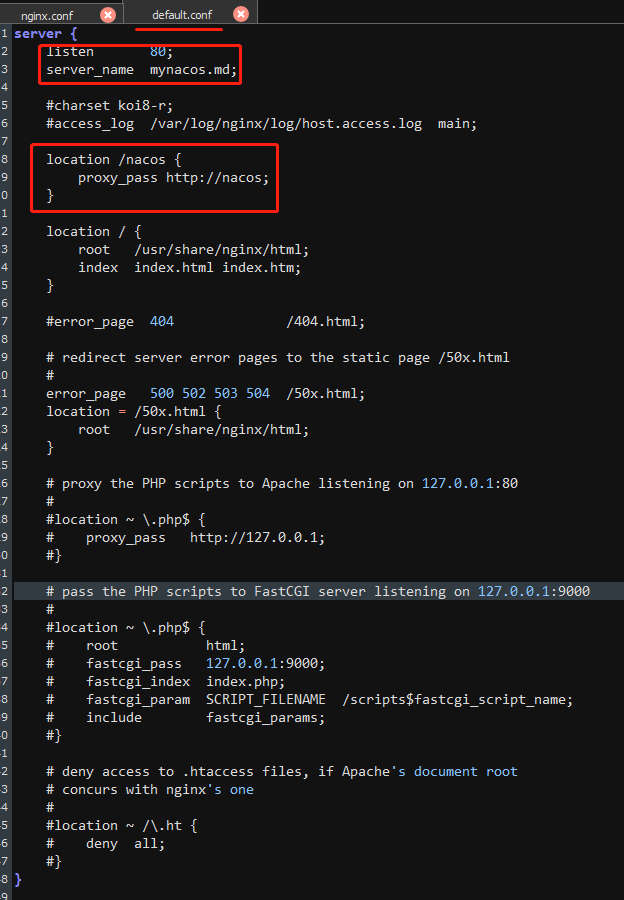 nginx.conf default.conf
1 server {
2 listen 80;
3 server_name mynacos.md;
4
5 #charset koi8-r;
6 #access_log /var/log/nginx/log/host.access.log main;
7
8 location /nacos {
9 proxy_pass http://nacos;
0 }
1
2 location / {
3 root /usr/share/nginx/html;
4 index index.html index.htm;
5 }
6
7 #error_page 404 /404.html;
8
9 # redirect server error pages to the static page /50x.html
0 #
1 error_page 500 502 503 504 /50x.html;
2 location = /50x.html {
3 root /usr/share/nginx/html;
4 }
5
6 # proxy the PHP scripts to Apache listening on 127.0.0.1:80
7 #
8 #location ~ \.php$ {
9 # proxy_pass http://127.0.0.1;
0 #}
1
2 # pass the PHP scripts to FastCGI server listening on 127.0.0.1:9000
3 #
4 #location ~ \.php$ {
5 # root html;
6 # fastcgi_pass 127.0.0.1:9000;
7 # fastcgi_index index.php;
8 # fastcgi_param SCRIPT_FILENAME /scripts$fastcgi_script_name;
9 # include fastcgi_params;
0 #}
1
2 # deny access to .htaccess files, if Apache's document root
3 # concurs with nginx's one
4 #
5 #location ~ /\.ht {
6 # deny all;
7 #}
8 }
9